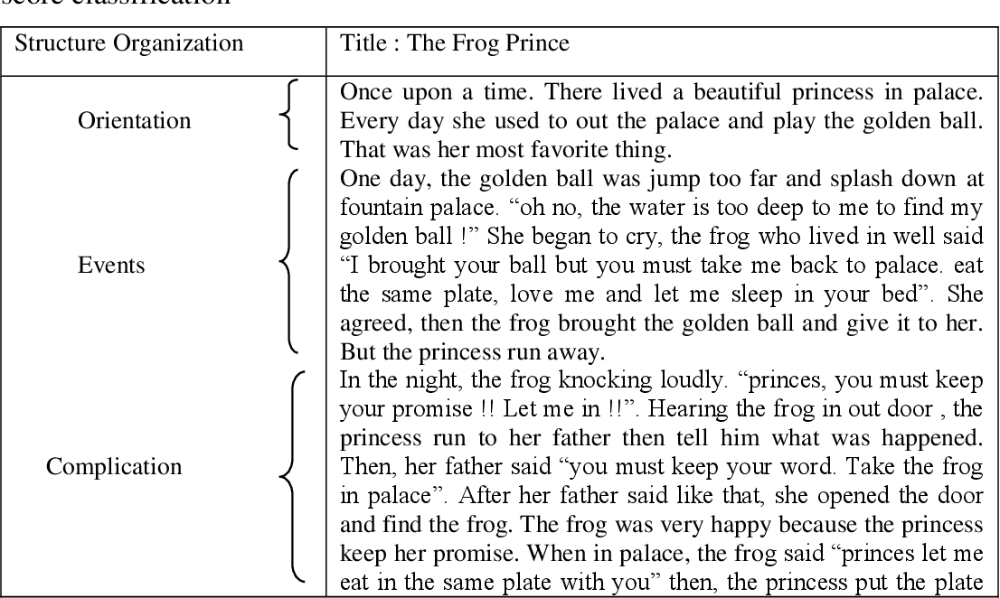 score classification
Structure Organization
Title : The Frog Prince
Orientation
Once upon a time. There lived a beautiful princess in palace.
Every day she used to out the palace and play the golden ball.
That was her most favorite thing.
Events
One day, the golden ball was jump too far and splash down at
fountain palace. “oh no, the water is too deep to me to find my
golden ball !” She began to cry, the frog who lived in well said
“I brought your ball but you must take me back to palace. eat
the same plate, love me and let me sleep in your bed”. She
agreed, then the frog brought the golden ball and give it to her.
But the princess run away.
Complication
In the night, the frog knocking loudly. “princes, you must keep
your promise !! Let me in !!”. Hearing the frog in out door , the
princess run to her father then tell him what was happened.
Then, her father said “you must keep your word. Take the frog
in palace”. After her father said like that, she opened the door
and find the frog. The frog was very happy because the princess
keep her promise. When in palace, the frog said “princes let me
eat in the same plate with you” then, the princess put the plate